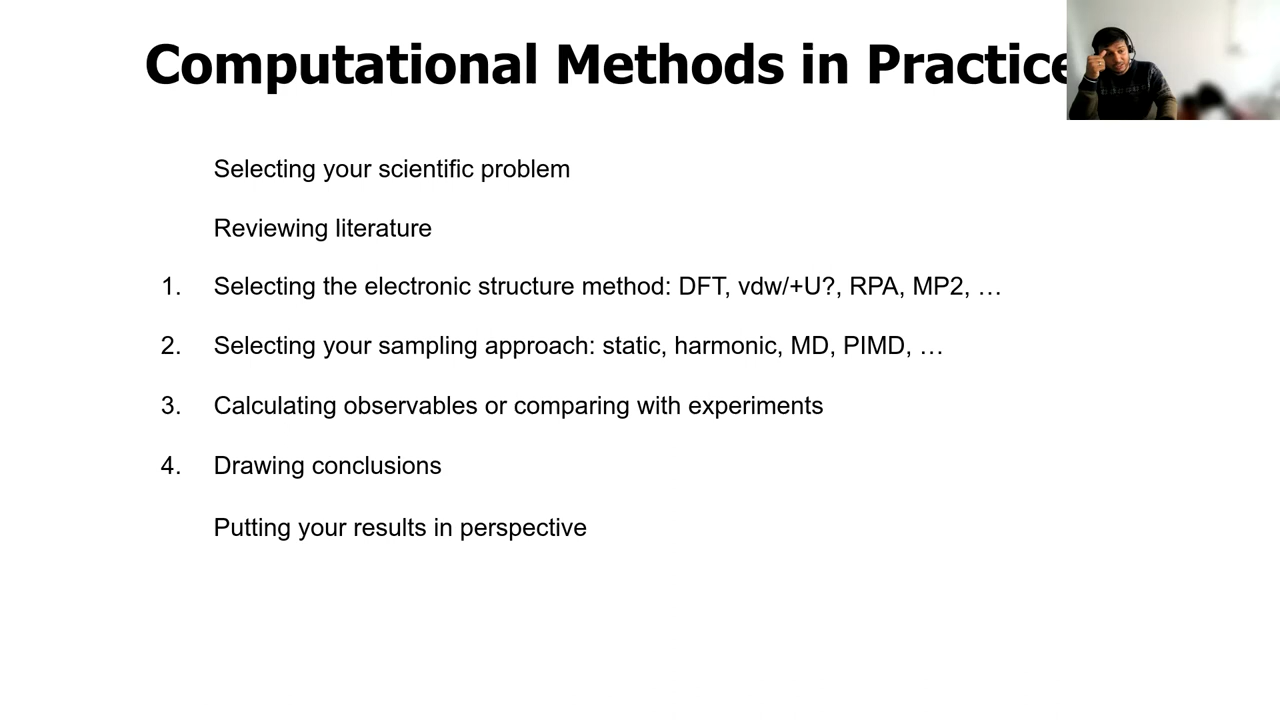 Computational Methods in Practice
Selecting your scientific problem
Reviewing literature
1. Selecting the electronic structure method: DFT, vdw/+U?, RPA, MP2, …
2. Selecting your sampling approach: static, harmonic, MD, PIMD, …
3. Calculating observables or comparing with experiments
4. Drawing conclusions
Putting your results in perspective